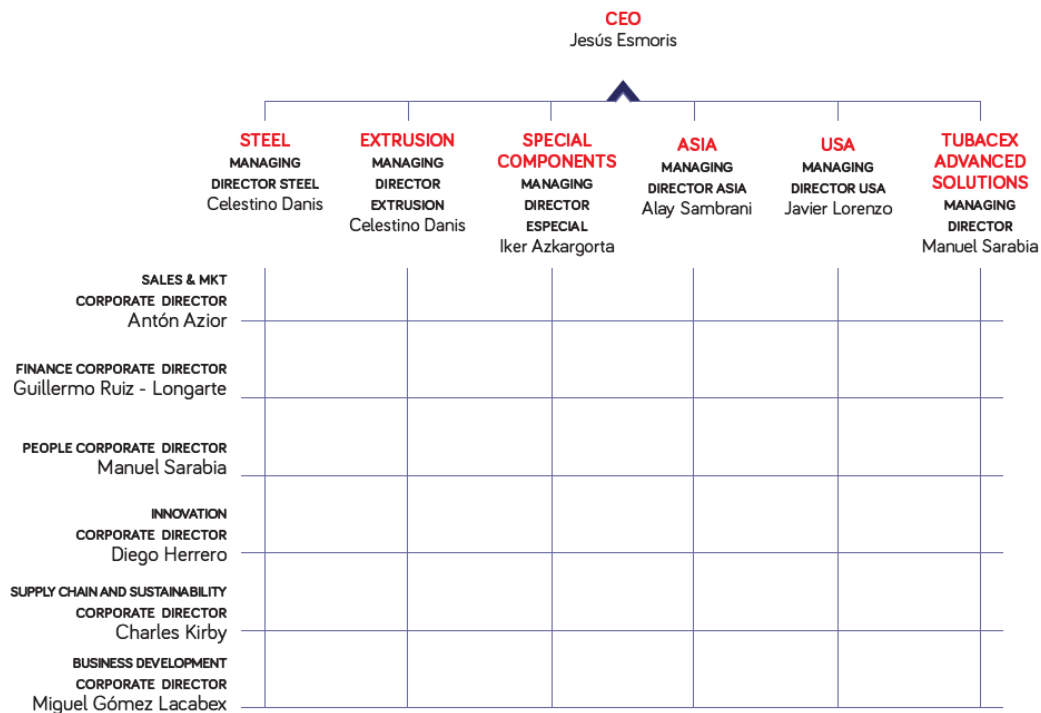 CEO
Jesús Esmoris
STEEL
MANAGING
DIRECTOR STEEL
Celestino Danis
EXTRUSION
MANAGING
DIRECTOR
EXTRUSION
Celestino Danis
SPECIAL
COMPONENTS
MANAGING
DIRECTOR
ESPECIAL
Iker Azkargorta
ASIA
MANAGING
DIRECTOR ASIA
Alay Sambrani
USA
MANAGING
DIRECTOR USA
Javier Lorenzo
TUBACEX
ADVANCED
SOLUTIONS
MANAGING
DIRECTOR
Manuel Sarabia
SALES & MKT
CORPORATE DIRECTOR
Antón Azior
FINANCE CORPORATE DIRECTOR
Guillermo Ruiz - Longarte
PEOPLE CORPORATE DIRECTOR
Manuel Sarabia
INNOVATION
CORPORATE DIRECTOR
Diego Herrero
SUPPLY CHAIN AND SUSTAINABILITY
CORPORATE DIRECTOR
Charles Kirby
BUSINESS DEVELOPMENT
CORPORATE DIRECTOR
Miguel Gómez Lacabex